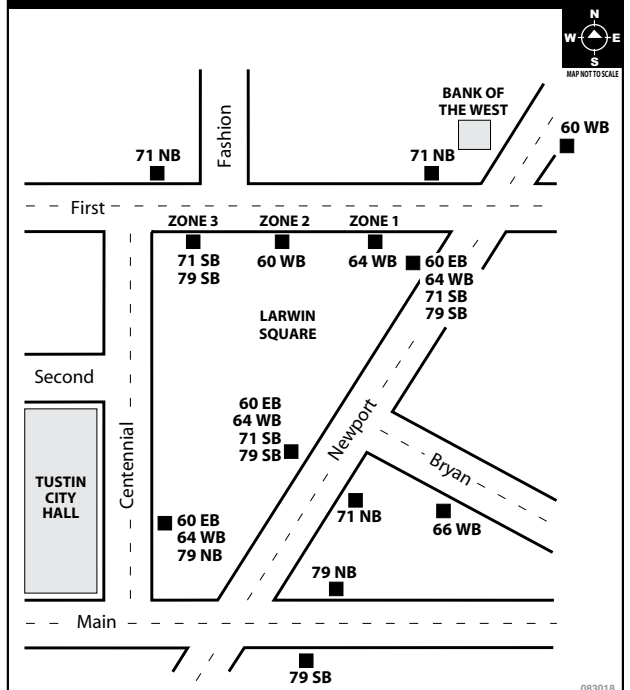 N
W E
S
MAP NOT TO SCALE
BANK OF
THE WEST
60 WB
Fashion
71 NB
71 NB
First
ZONE 3
ZONE 2
ZONE 1
71 SB
79 SB
60 WB
64 WB
60 EB
64 WB
71 SB
79 SB
LARWIN
SQUARE
Second
60 EB
64 WB
71 SB
79 SB
Newport
Bryan
Centennial
TUSTIN
CITY
HALL
60 EB
64 WB
79 NB
71 NB
66 WB
79 NB
Main
79 SB
083018